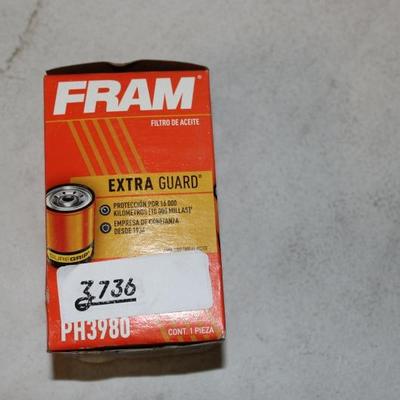 FRAM
FILTRO DE ACEITE
EXTRA GUARD®
PROTECCIÓN POR 16 000
KILÓMETROS (10 000 MILLAS)†
EMPRESA DE CONFIANZA
DESDE 1934
SUREGRIP
3736
PH3980
CONT. 1 PIEZA